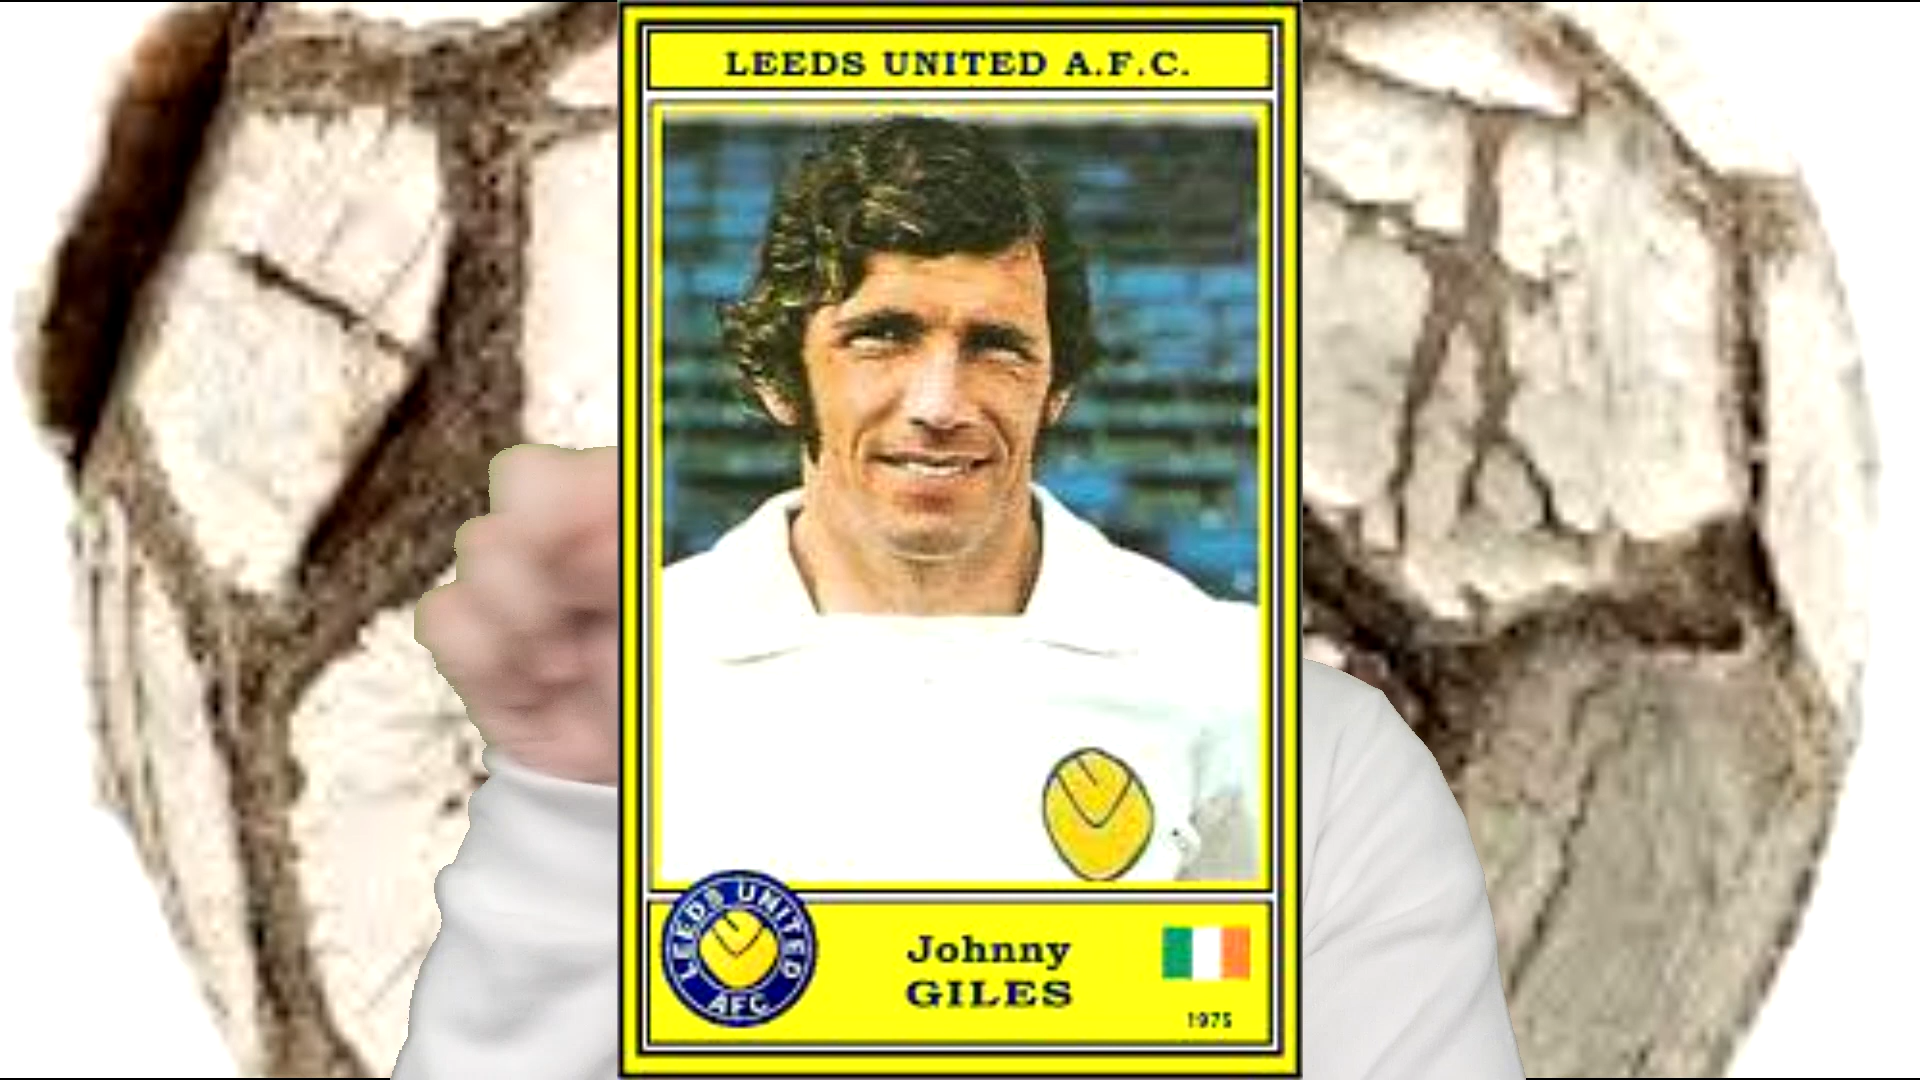 LEEDS UNITED A.F.C.
LEEDS UNITED
AFC
Johnny
GILES
1975